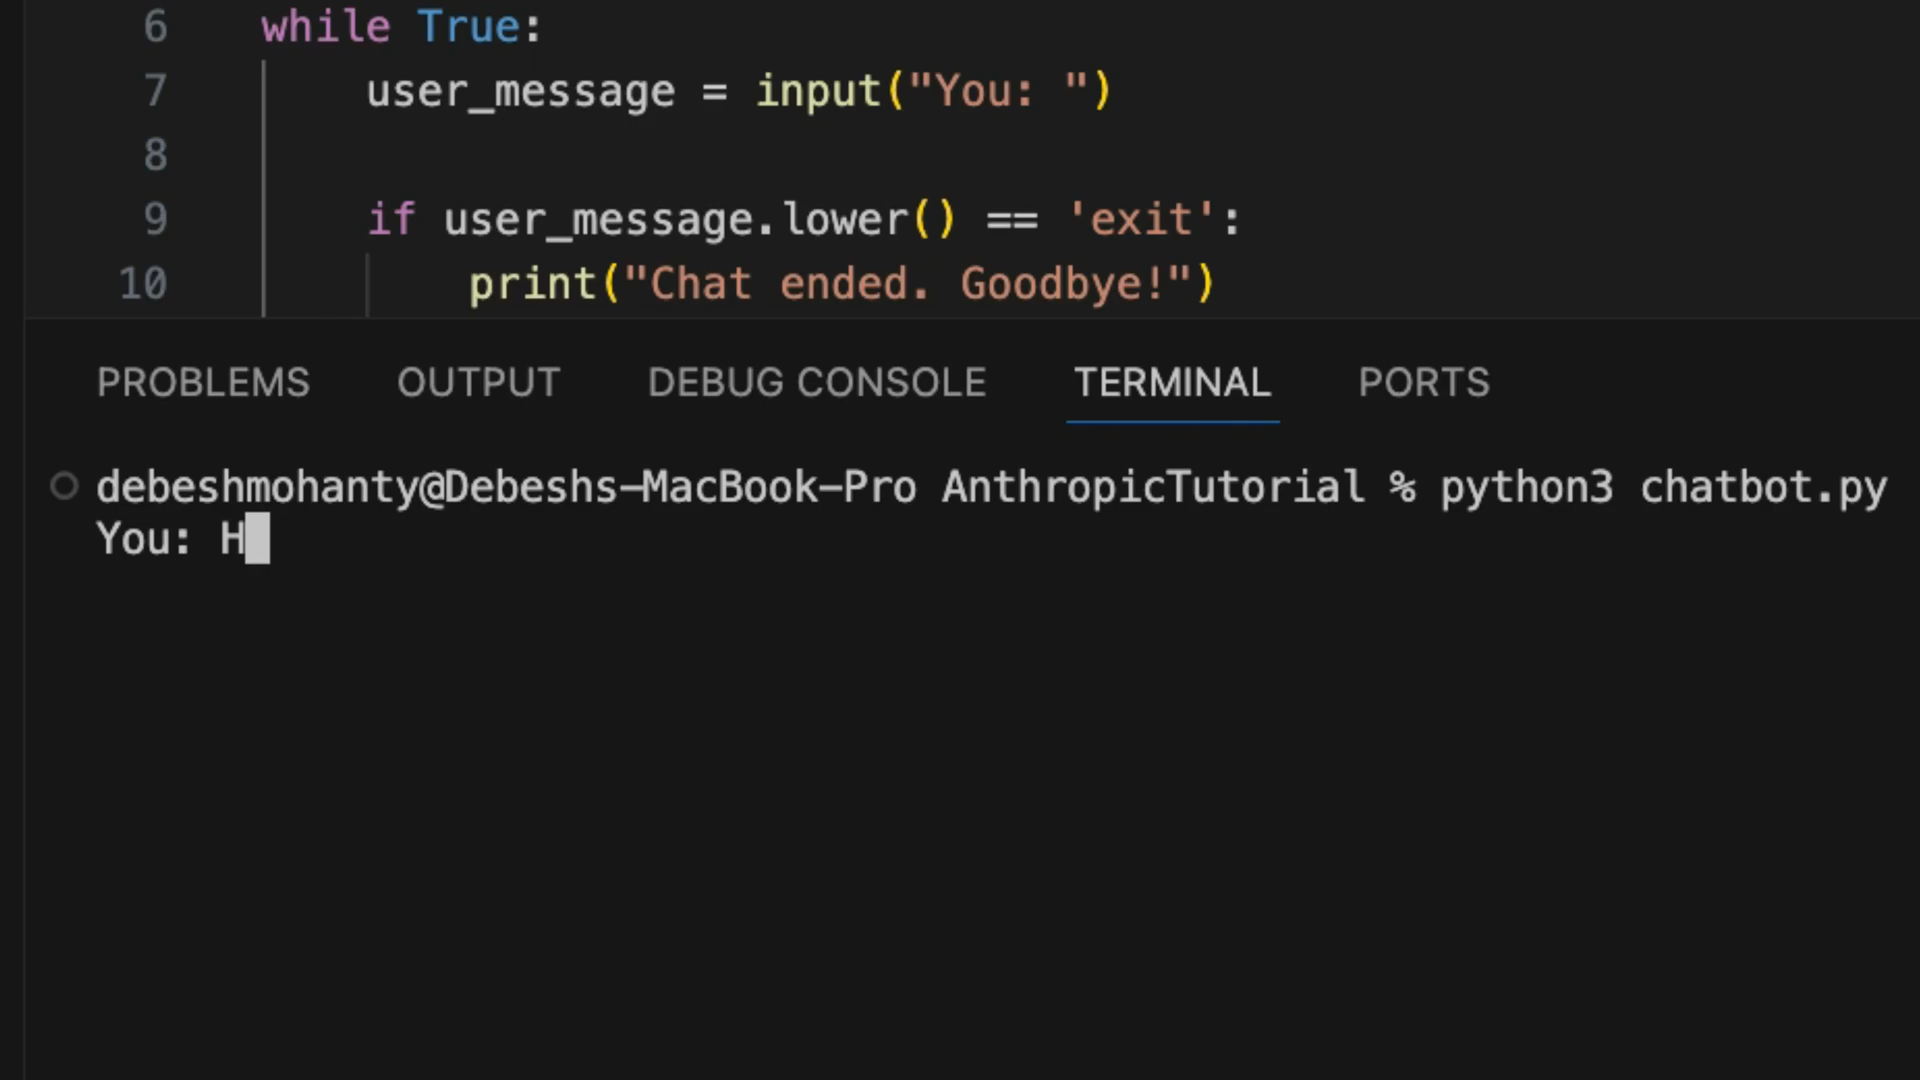 6 while True:
7 user_message = input("You: ")
8
9 if user_message.lower() == 'exit':
10 print("Chat ended. Goodbye!")
PROBLEMS OUTPUT DEBUG CONSOLE TERMINAL PORTS
debeshmohanty@Debeshs-MacBook-Pro AnthropicTutorial % python3 chatbot.py
You: H